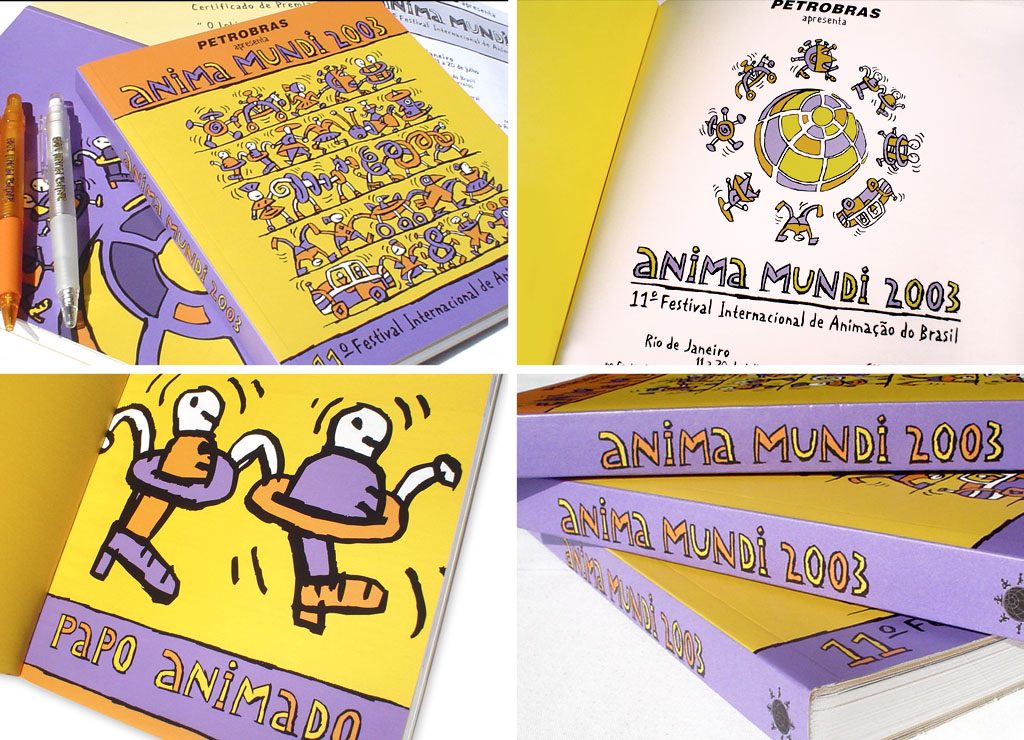 Certificado de
PETROBRAS
apresenta
anima MUNDi 2003
11º Festival Internacional de
anima MUNDi 2003
PETROBRAS
apresenta
anima MUNDi 2003
11º Festival Internacional de Animação do Brasil
Rio de Janeiro
PAPO animaDO
anima MUNDi 2003
anima MUNDi 2003
anima MUNDi 2003
11º